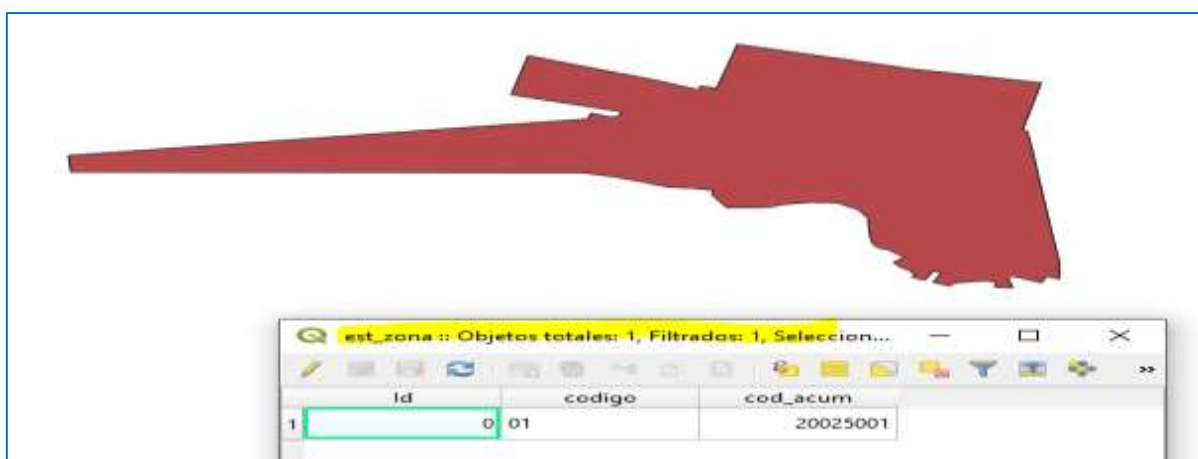 est_zona :: Objetos totales: 1, Filtrados: 1, Seleccion...
Id codigo cod_acum
1 0 01 20025001